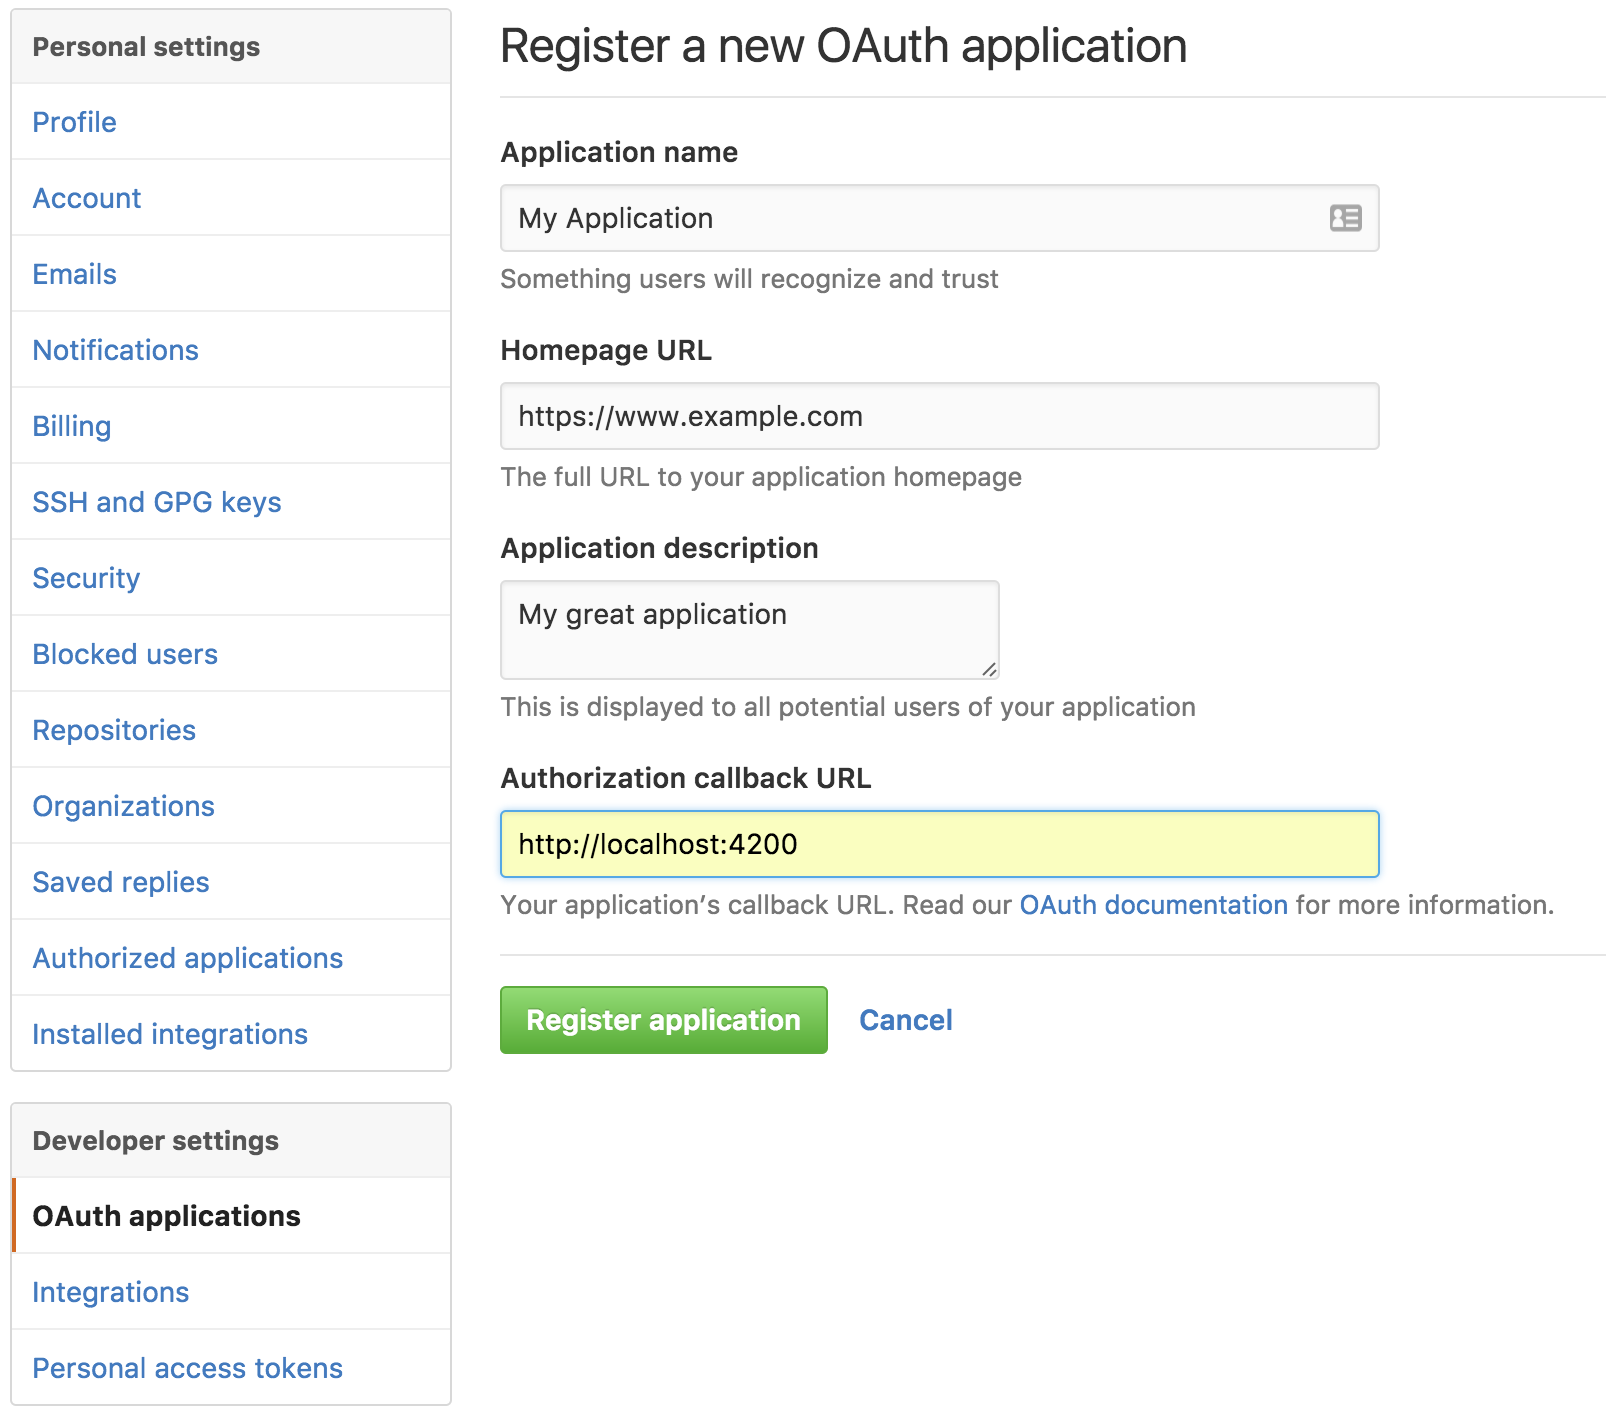 Personal settings
Profile
Account
Emails
Notifications
Billing
SSH and GPG keys
Security
Blocked users
Repositories
Organizations
Saved replies
Authorized applications
Installed integrations
Developer settings
OAuth applications
Integrations
Personal access tokens
Register a new OAuth application
Application name
My Application
Something users will recognize and trust
Homepage URL
https://www.example.com
The full URL to your application homepage
Application description
My great application
This is displayed to all potential users of your application
Authorization callback URL
http://localhost:4200
Your application’s callback URL. Read our OAuth documentation for more information.
Register application
Cancel